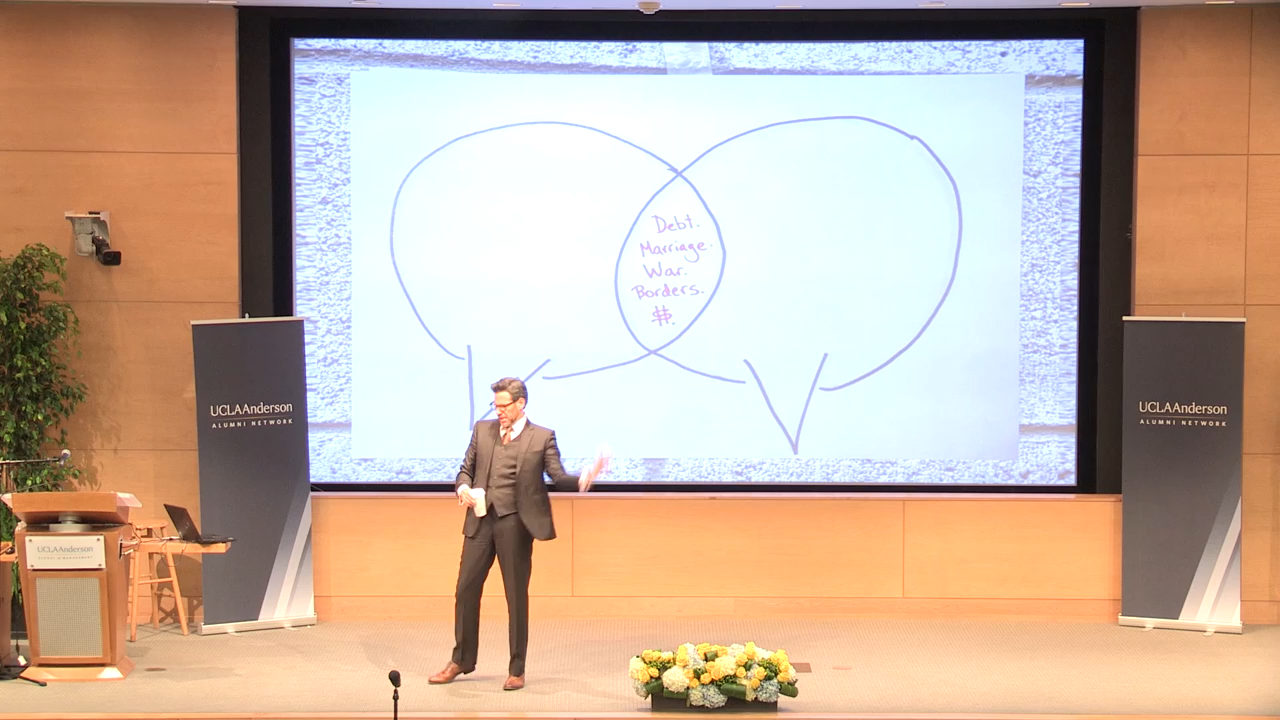 Debt.
Marriage.
War.
Borders.
$.
UCLAAnderson
ALUMNI NETWORK
UCLAAnderson
ALUMNI NETWORK
UCLAAnderson